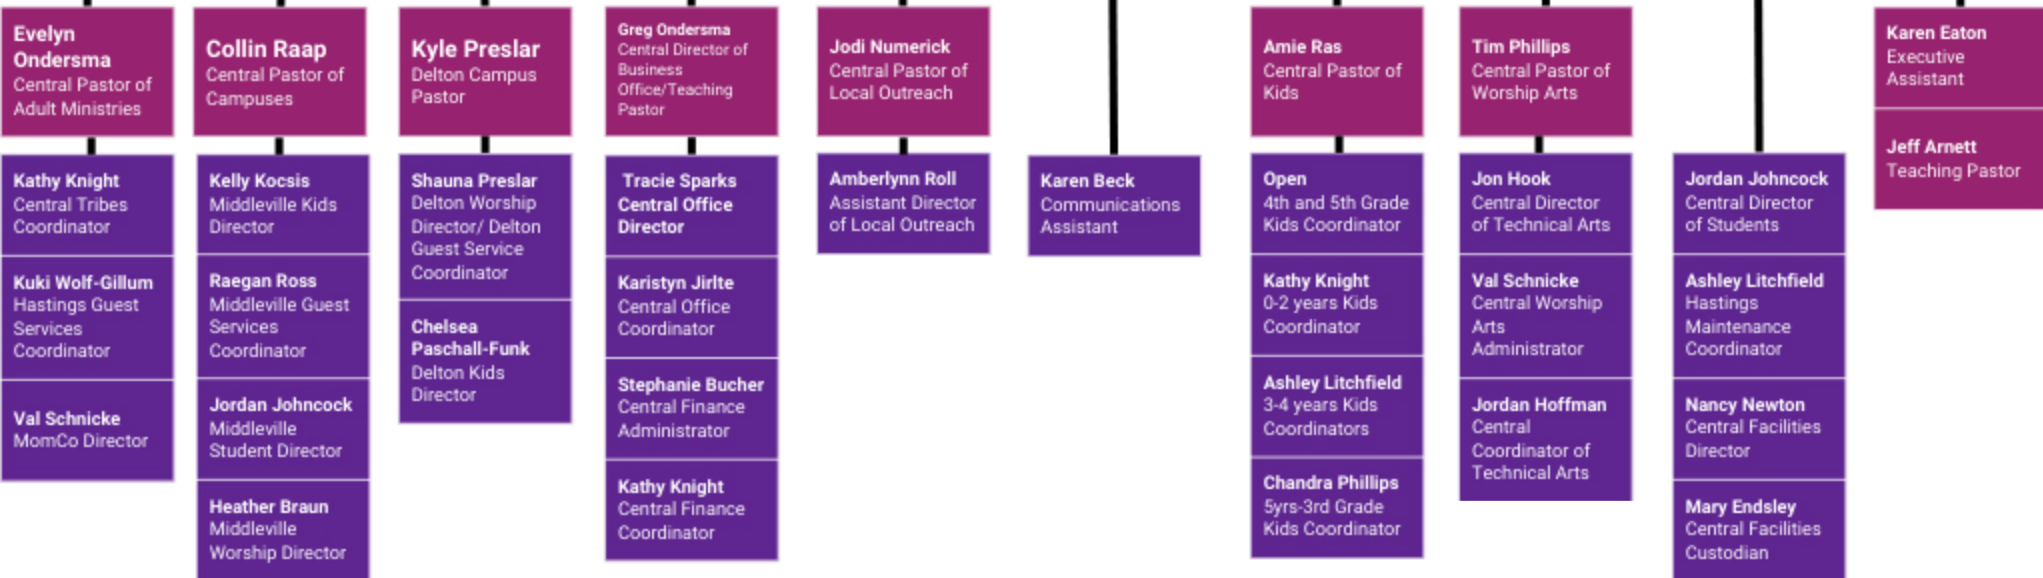 Evelyn
Ondersma
Central Pastor of
Adult Ministries
Kathy Knight
Central Tribes
Coordinator
Kuki Wolf-Gillum
Hastings Guest
Services
Coordinator
Val Schnicke
MomCo Director
Collin Raap
Central Pastor of
Campuses
Kelly Kocsis
Middleville Kids
Director
Raegan Ross
Middleville Guest
Services
Coordinator
Jordan Johncock
Middleville
Student Director
Heather Braun
Middleville
Worship Director
Kyle Preslar
Delton Campus
Pastor
Shauna Preslar
Delton Worship
Director/ Delton
Guest Service
Coordinator
Chelsea
Paschall-Funk
Delton Kids
Director
Greg Ondersma
Central Director of
Business
Office/Teaching
Pastor
Tracie Sparks
Central Office
Director
Karistyn Jirlte
Central Office
Coordinator
Stephanie Bucher
Central Finance
Administrator
Kathy Knight
Central Finance
Coordinator
Jodi Numerick
Central Pastor of
Local Outreach
Amberlynn Roll
Assistant Director
of Local Outreach
Karen Beck
Communications
Assistant
Amie Ras
Central Pastor of
Kids
Open
4th and 5th Grade
Kids Coordinator
Kathy Knight
0-2 years Kids
Coordinator
Ashley Litchfield
3-4 years Kids
Coordinators
Chandra Phillips
5yrs-3rd Grade
Kids Coordinator
Tim Phillips
Central Pastor of
Worship Arts
Jon Hook
Central Director
of Technical Arts
Val Schnicke
Central Worship
Arts
Administrator
Jordan Hoffman
Central
Coordinator of
Technical Arts
Jordan Johncock
Central Director
of Students
Ashley Litchfield
Hastings
Maintenance
Coordinator
Nancy Newton
Central Facilities
Director
Mary Endsley
Central Facilities
Custodian
Karen Eaton
Executive
Assistant
Jeff Arnett
Teaching Pastor